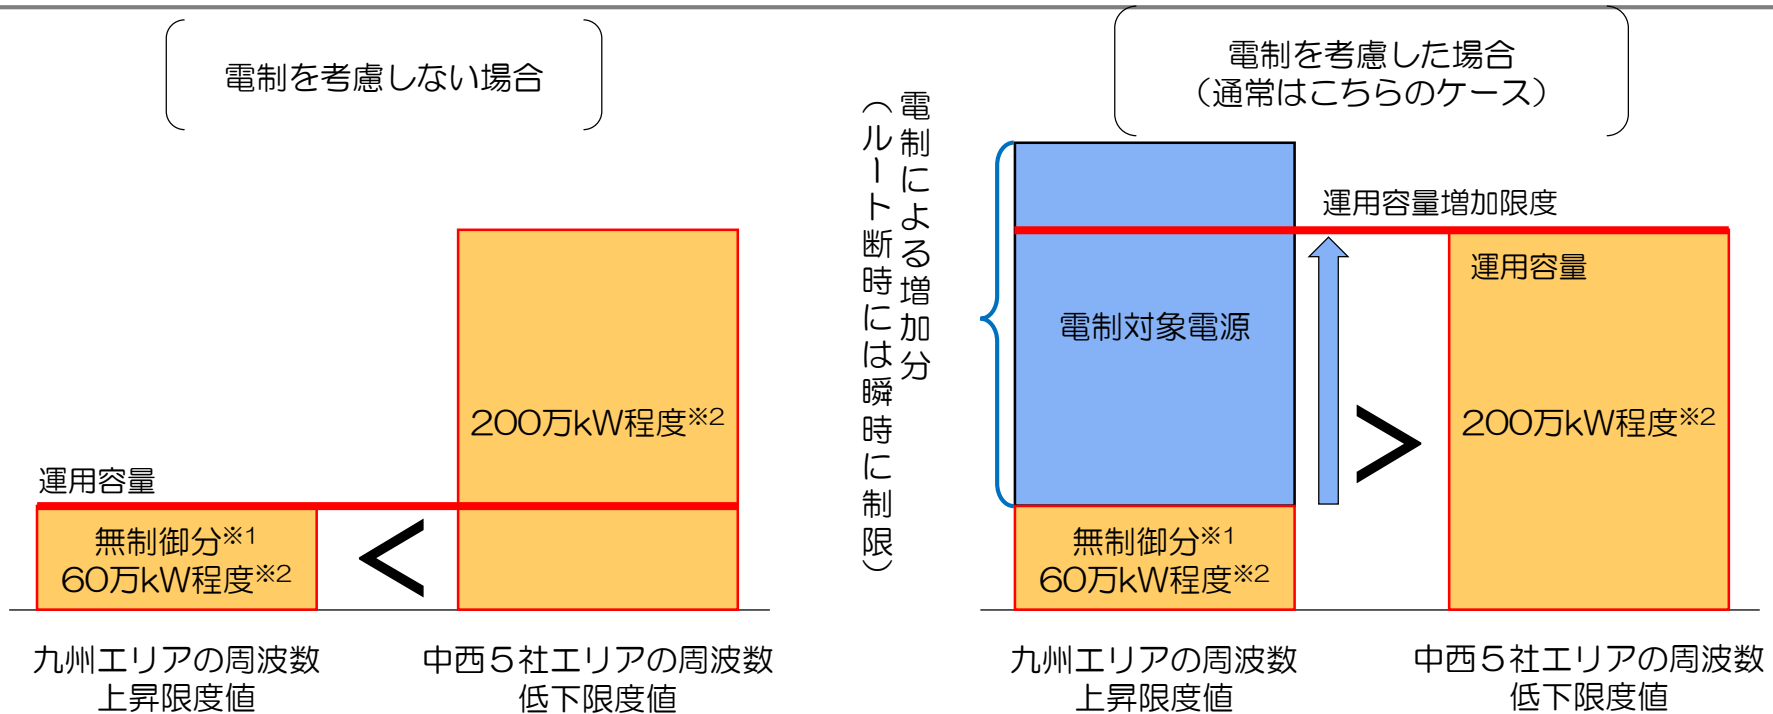 電制を考慮しない場合
運用容量
無制御分※1
60万kW程度※2
<
200万kW程度※2
九州エリアの周波数
上昇限度値
中西5社エリアの周波数
低下限度値
電制を考慮した場合
（通常はこちらのケース）
電制による増加分
（ルート断時には瞬時に制限）
運用容量増加限度
電制対象電源
運用容量
無制御分※1
60万kW程度※2
>
200万kW程度※2
九州エリアの周波数
上昇限度値
中西5社エリアの周波数
低下限度値